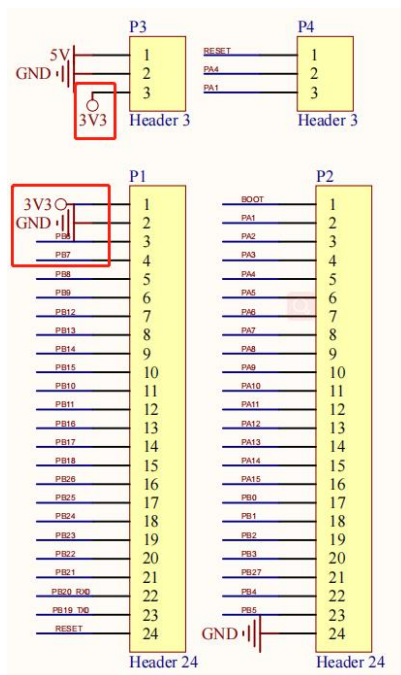 P3
5V 1
GND 2
3
3V3
Header 3
P4
RESET 1
PA4 2
PA1 3
Header 3
P1
3V3 1
GND 2
PB6 3
PB7 4
PB8 5
PB9 6
PB12 7
PB13 8
PB14 9
PB15 10
PB10 11
PB11 12
PB16 13
PB17 14
PB18 15
PB26 16
PB25 17
PB24 18
PB23 19
PB22 20
PB21 21
PB20 RX0 22
PB19 TX0 23
RESET 24
Header 24
P2
BOOT 1
PA1 2
PA2 3
PA3 4
PA4 5
PA5 6
PA6 7
PA7 8
PA8 9
PA9 10
PA10 11
PA11 12
PA12 13
PA13 14
PA14 15
PA15 16
PB0 17
PB1 18
PB2 19
PB3 20
PB27 21
PB4 22
PB5 23
GND 24
Header 24